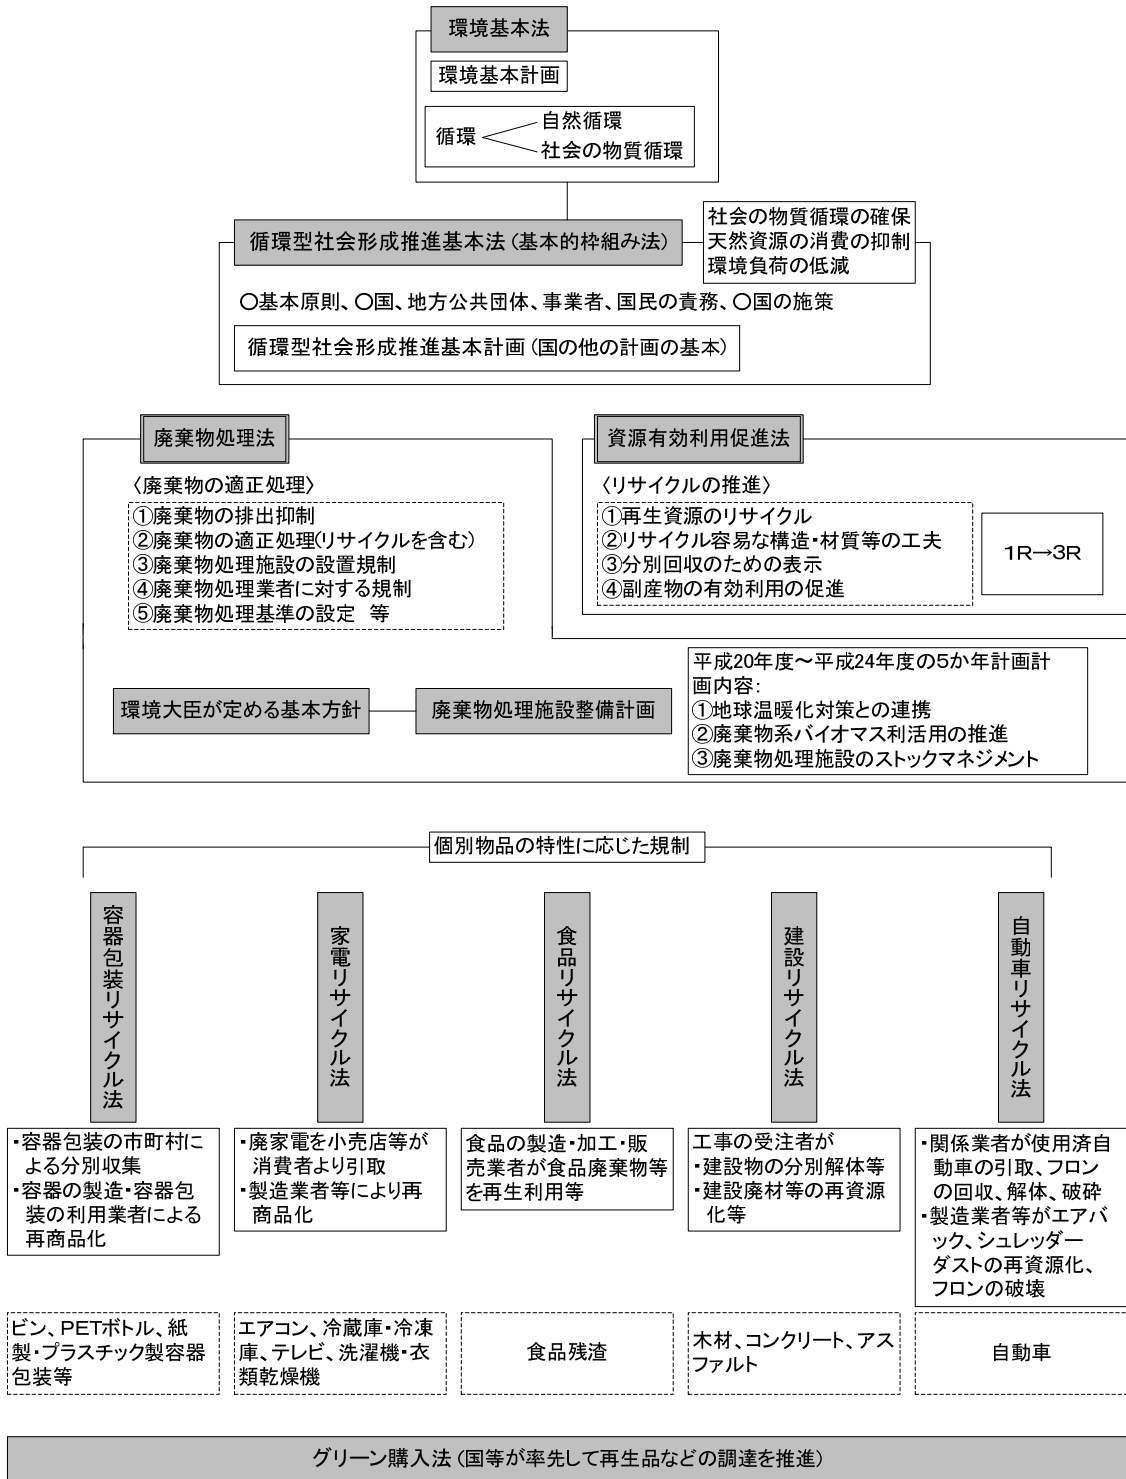 環境基本法
環境基本計画
循環
自然循環
社会の物質循環
循環型社会形成推進基本法(基本的枠組み法)
社会の物質循環の確保
天然資源の消費の抑制
環境負荷の低減
〇基本原則、〇国、地方公共団体、事業者、国民の責務、〇国の施策
循環型社会形成推進基本計画(国の他の計画の基本)
廃棄物処理法
〈廃棄物の適正処理〉
①廃棄物の排出抑制
②廃棄物の適正処理(リサイクルを含む)
③廃棄物処理施設の設置規制
④廃棄物処理業者に対する規制
⑤廃棄物処理基準の設定 等
資源有効利用促進法
〈リサイクルの推進〉
①再生資源のリサイクル
②リサイクル容易な構造・材質等の工夫
③分別回収のための表示
④副産物の有効利用の促進
1R→3R
環境大臣が定める基本方針
廃棄物処理施設整備計画
平成20年度～平成24年度の5か年計画計
画内容:
①地球温暖化対策との連携
②廃棄物系バイオマス利活用の推進
③廃棄物処理施設のストックマネジメント
個別物品の特性に応じた規制
容器包装リサイクル法
家電リサイクル法
食品リサイクル法
建設リサイクル法
自動車リサイクル法
・容器包装の市町村に
よる分別収集
・容器の製造・容器包
装の利用業者による
再商品化
・廃家電を小売店等が
消費者より引取
・製造業者等により再
商品化
食品の製造・加工・販
売業者が食品廃棄物等
を再生利用等
工事の受注者が
・建設物の分別解体等
・建設廃材等の再資源
化等
・関係業者が使用済自
動車の引取、フロン
の回収、解体、破砕
・製造業者等がエアバ
ック、シュレッダー
ダストの再資源化、
フロンの破壊
ビン、PETボトル、紙
製・プラスチック製容器
包装等
エアコン、冷蔵庫・冷凍
庫、テレビ、洗濯機・衣
類乾燥機
食品残渣
木材、コンクリート、アス
ファルト
自動車
グリーン購入法(国等が率先して再生品などの調達を推進)